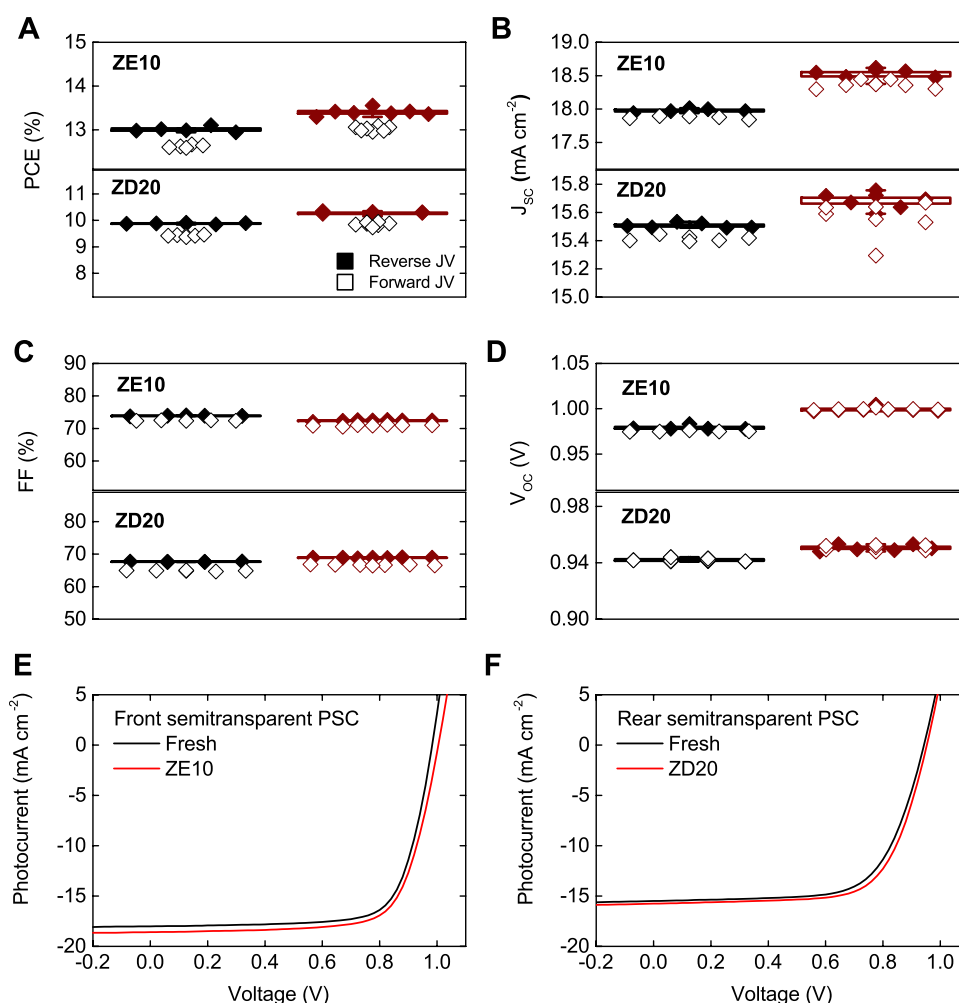 A
15
ZE10
14
13
PCE (%)
ZD20
11
10
9
8
Reverse JV
Forward JV
B
19.0
ZE10
18.5
18.0
17.5
J_SC (mA cm⁻²)
15.8
ZD20
15.6
15.4
15.2
15.0
C
90
ZE10
80
70
60
FF (%)
80
ZD20
70
60
50
D
1.05
ZE10
1.00
0.95
V_OC (V)
0.98
ZD20
0.94
0.90
E
5
0
-5
-10
-15
-20
Photocurrent (mA cm⁻²)
Front semitransparent PSC
Fresh
ZE10
-0.2 0.0 0.2 0.4 0.6 0.8 1.0
Voltage (V)
F
5
0
-5
-10
-15
-20
Photocurrent (mA cm⁻²)
Rear semitransparent PSC
Fresh
ZD20
-0.2 0.0 0.2 0.4 0.6 0.8 1.0
Voltage (V)